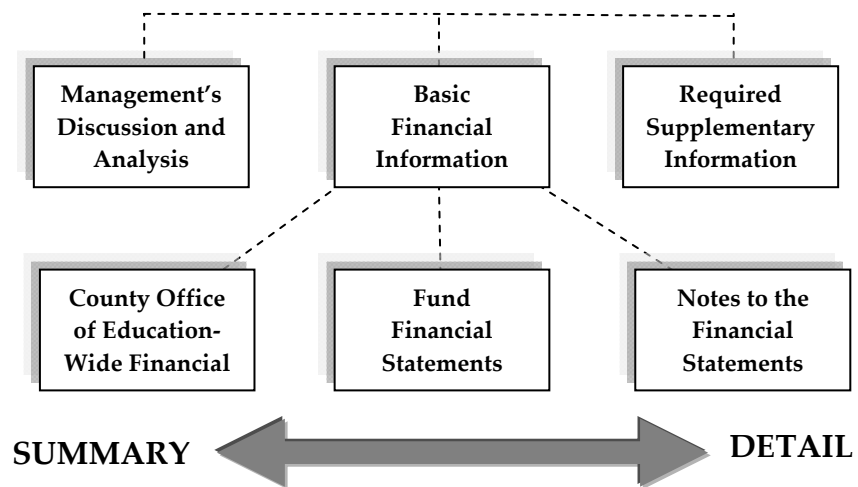 Management’s
Discussion and
Analysis
Basic
Financial
Information
Required
Supplementary
Information
County Office
of Education-
Wide Financial
Fund
Financial
Statements
Notes to the
Financial
Statements
SUMMARY
DETAIL